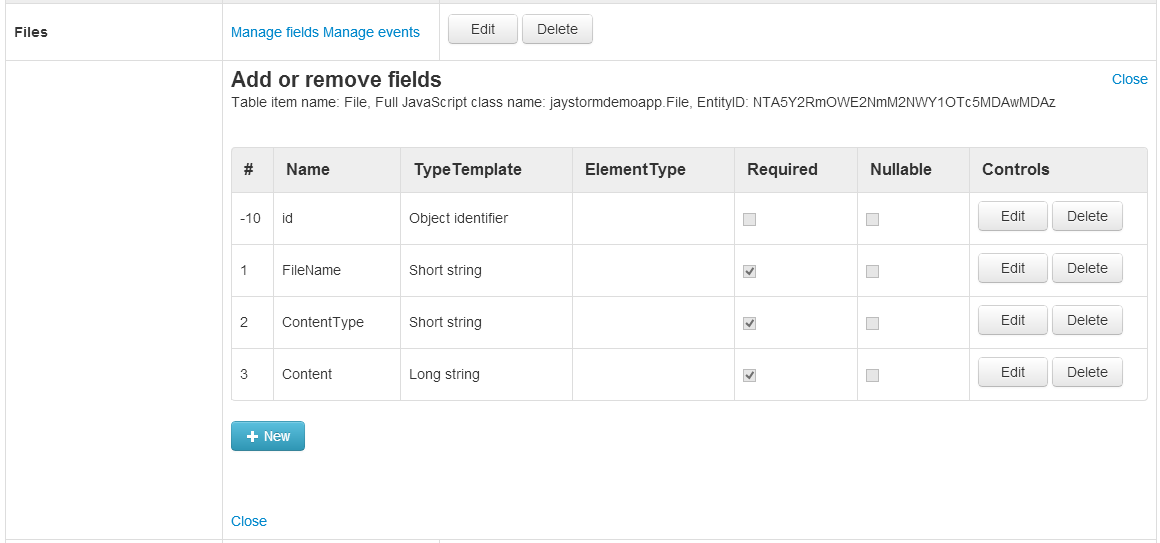 Files Manage fields Manage events Edit Delete
Add or remove fields Close
Table item name: File, Full JavaScript class name: jaystormdemoapp.File, EntityID: NTA5Y2RmOWE2NmM2NWY1OTc5MDAwMDAz
# Name TypeTemplate ElementType Required Nullable Controls
-10 id Object identifier Edit Delete
1 FileName Short string Edit Delete
2 ContentType Short string Edit Delete
3 Content Long string Edit Delete
+ New
Close